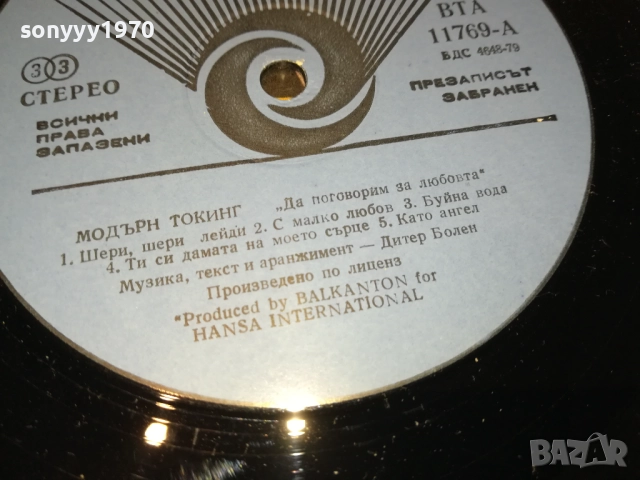 sonyyy1970
ВТА
11769-А
БДС 4648-79
33
СТЕРЕО
ВСИЧКИ
ПРАВА
ЗАПАЗЕНИ
ПРЕЗАПИСЪТ
ЗАБРАНЕН
МОДЪРН ТОКИНГ „Да поговорим за любовта“
1. Шери, шери лейди 2. С малко любов 3. Буйна вода
4. Ти си дамата на моето сърце 5. Като ангел
Музика, текст и аранжимент — Дитер Болен
Произведено по лиценз
"Produced by BALKANTON for
HANSA INTERNATIONAL
BAZAR